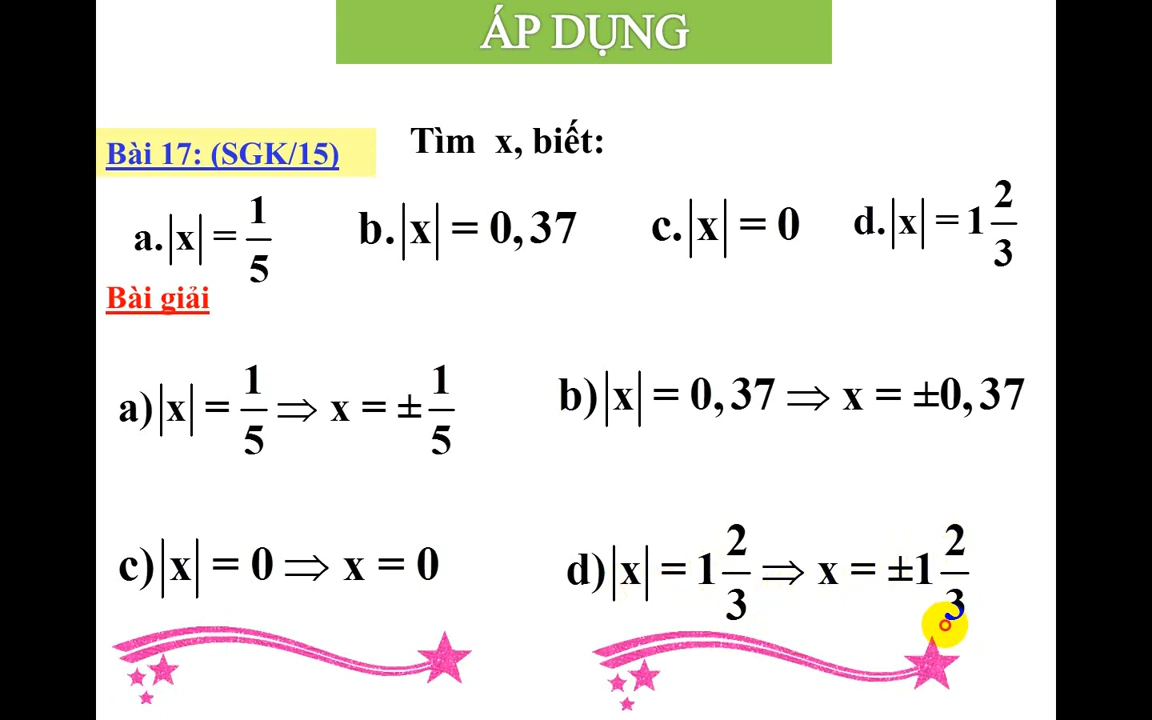 ÁP DỤNG
Bài 17: (SGK/15)
Tìm x, biết:
a.|x| = 1/5
b.|x| = 0,37
c.|x| = 0
d.|x| = 1 2/3
Bài giải
a)|x| = 1/5 ⇒ x = ± 1/5
b)|x| = 0,37 ⇒ x = ±0,37
c)|x| = 0 ⇒ x = 0
d)|x| = 1 2/3 ⇒ x = ±1 2/3